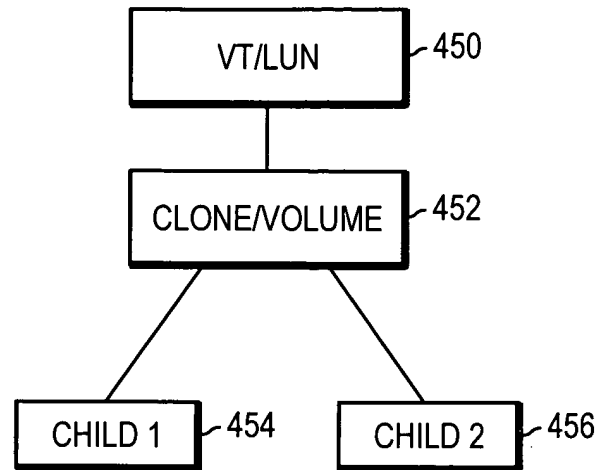 VT/LUN 450
CLONE/VOLUME 452
CHILD 1 454
CHILD 2 456